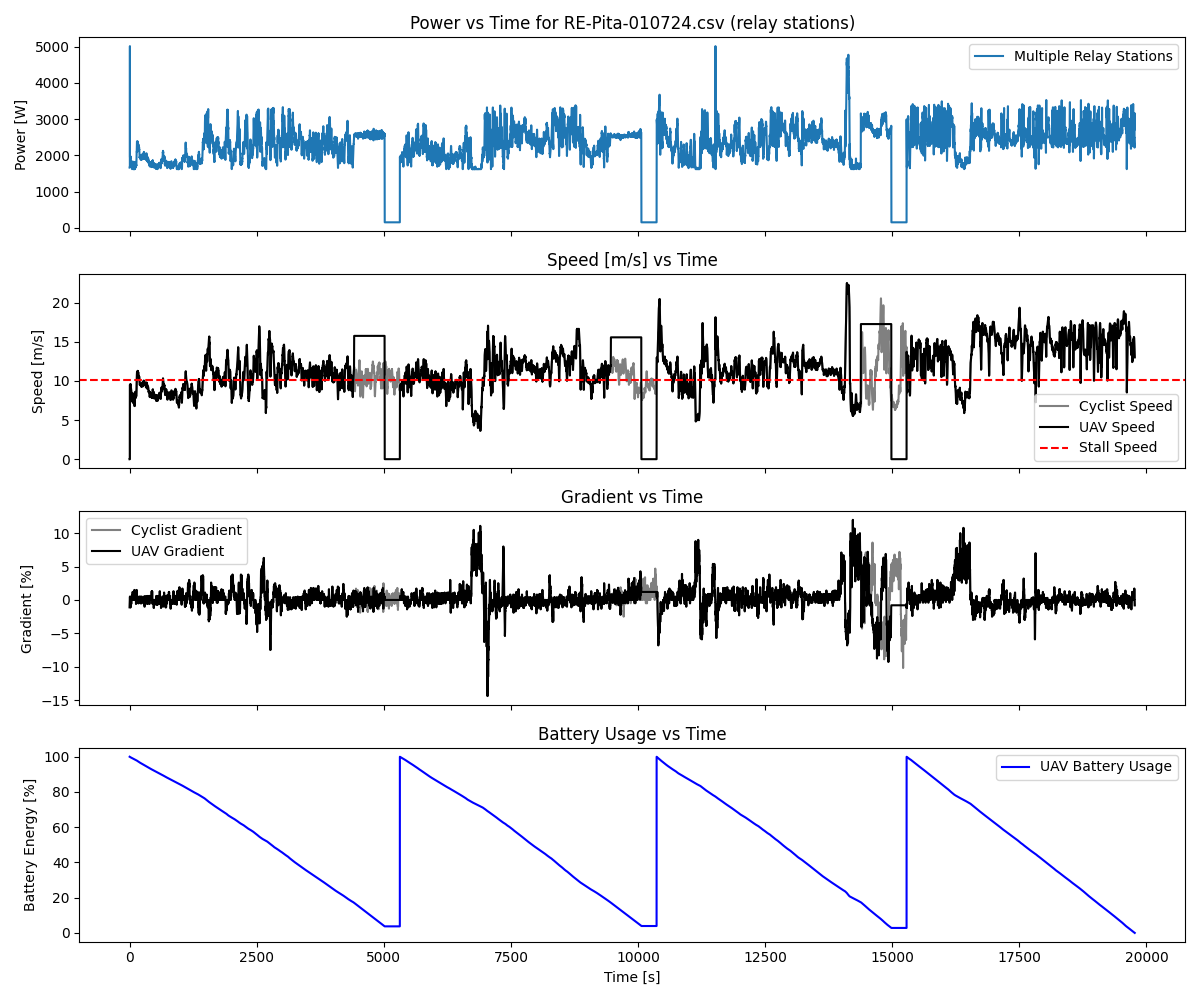 Power vs Time for RE-Pita-010724.csv (relay stations)
5000
4000
3000
2000
1000
0
Power [W]
Multiple Relay Stations
Speed [m/s] vs Time
20
15
10
5
0
Speed [m/s]
Cyclist Speed
UAV Speed
Stall Speed
Gradient vs Time
10
5
0
−5
−10
−15
Gradient [%]
Cyclist Gradient
UAV Gradient
Battery Usage vs Time
100
80
60
40
20
0
Battery Energy [%]
UAV Battery Usage
0 2500 5000 7500 10000 12500 15000 17500 20000
Time [s]